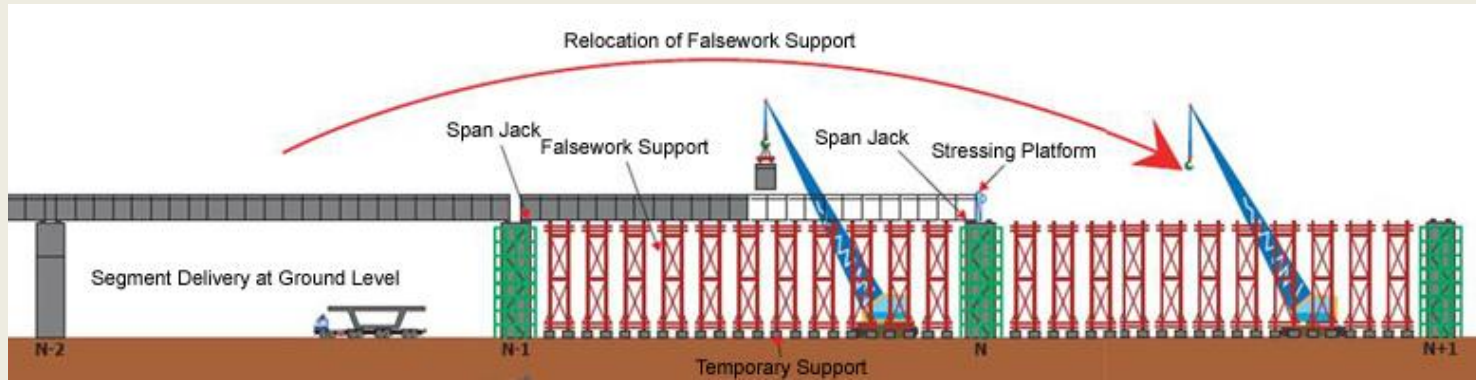 Relocation of Falsework Support
Span Jack
Falsework Support
Span Jack
Stressing Platform
Segment Delivery at Ground Level
N-2
N-1
N
N+1
Temporary Support